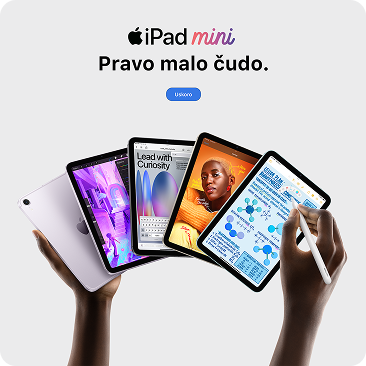 iPad mini
Pravo malo čudo.
Uskoro
Lead with
Curiosity